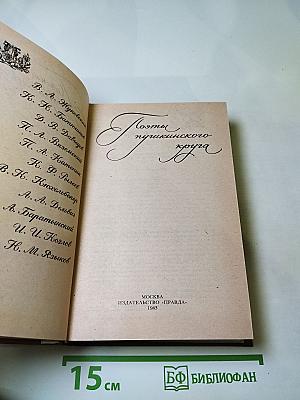 В. А. Жуковский
К. Н. Батюшков
Д. В. Давыдов
П. А. Вяземский
П. А. Катенин
К. Ф. Рылеев
В. К. Кюхельбекер
А. А. Дельвиг
А. Баратынский
И. И. Козлов
Н. М. Языков
Поэты
пушкинского
круга
МОСКВА
ИЗДАТЕЛЬСТВО «ПРАВДА»
1983
15 см
БФ БИБЛИОФАН